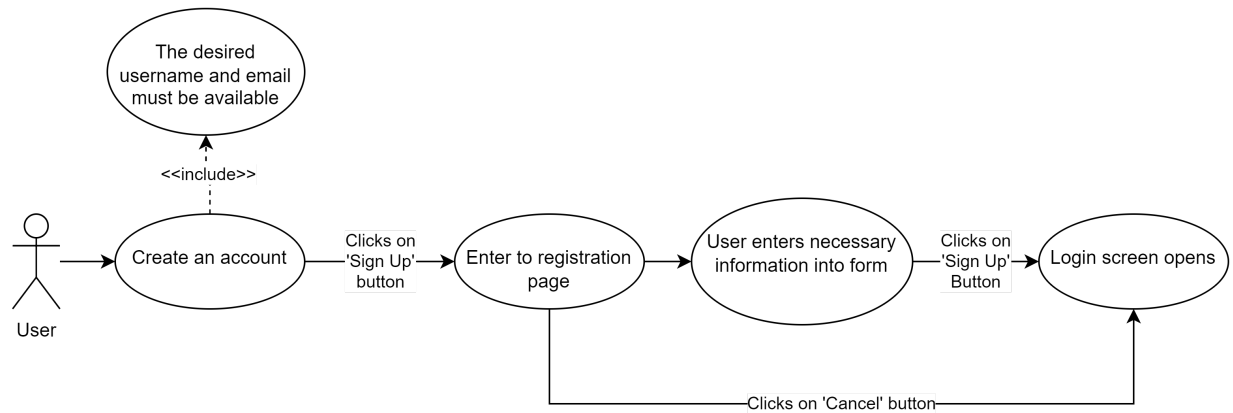 The desired
username and email
must be available
<<include>>
User
Create an account
Clicks on
'Sign Up'
button
Enter to registration
page
User enters necessary
information into form
Clicks on
'Sign Up'
Button
Login screen opens
Clicks on 'Cancel' button